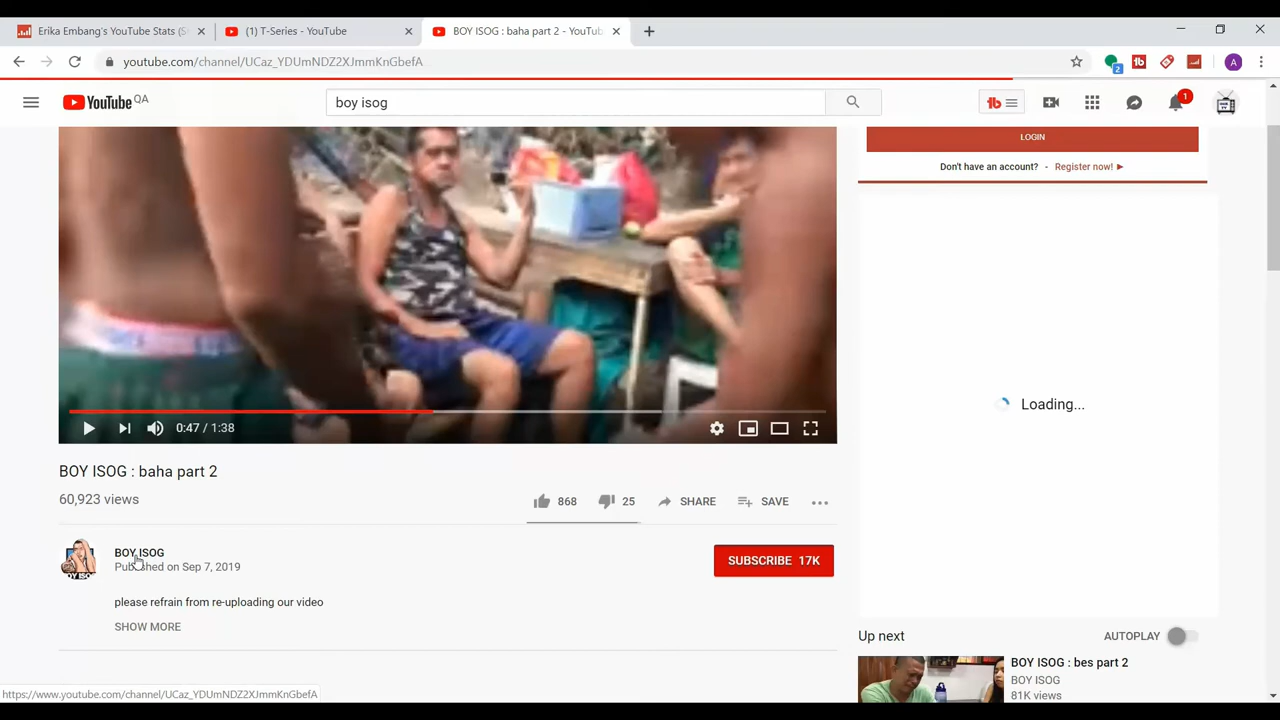 Erika Embang's YouTube Stats (S
(1) T-Series - YouTube
BOY ISOG : baha part 2 - YouTub
youtube.com/channel/UCaz_YDUmNDZ2XJmmKnGbefA
2
tb
A
YouTube QA
boy isog
tb
1
LOGIN
Don't have an account? - Register now!
Loading...
0:47 / 1:38
BOY ISOG : baha part 2
60,923 views
868 25 SHARE SAVE
BOY ISOG
Published on Sep 7, 2019
SUBSCRIBE 17K
please refrain from re-uploading our video
SHOW MORE
Up next AUTOPLAY
BOY ISOG : bes part 2
BOY ISOG
81K views
https://www.youtube.com/channel/UCaz_YDUmNDZ2XJmmKnGbefA